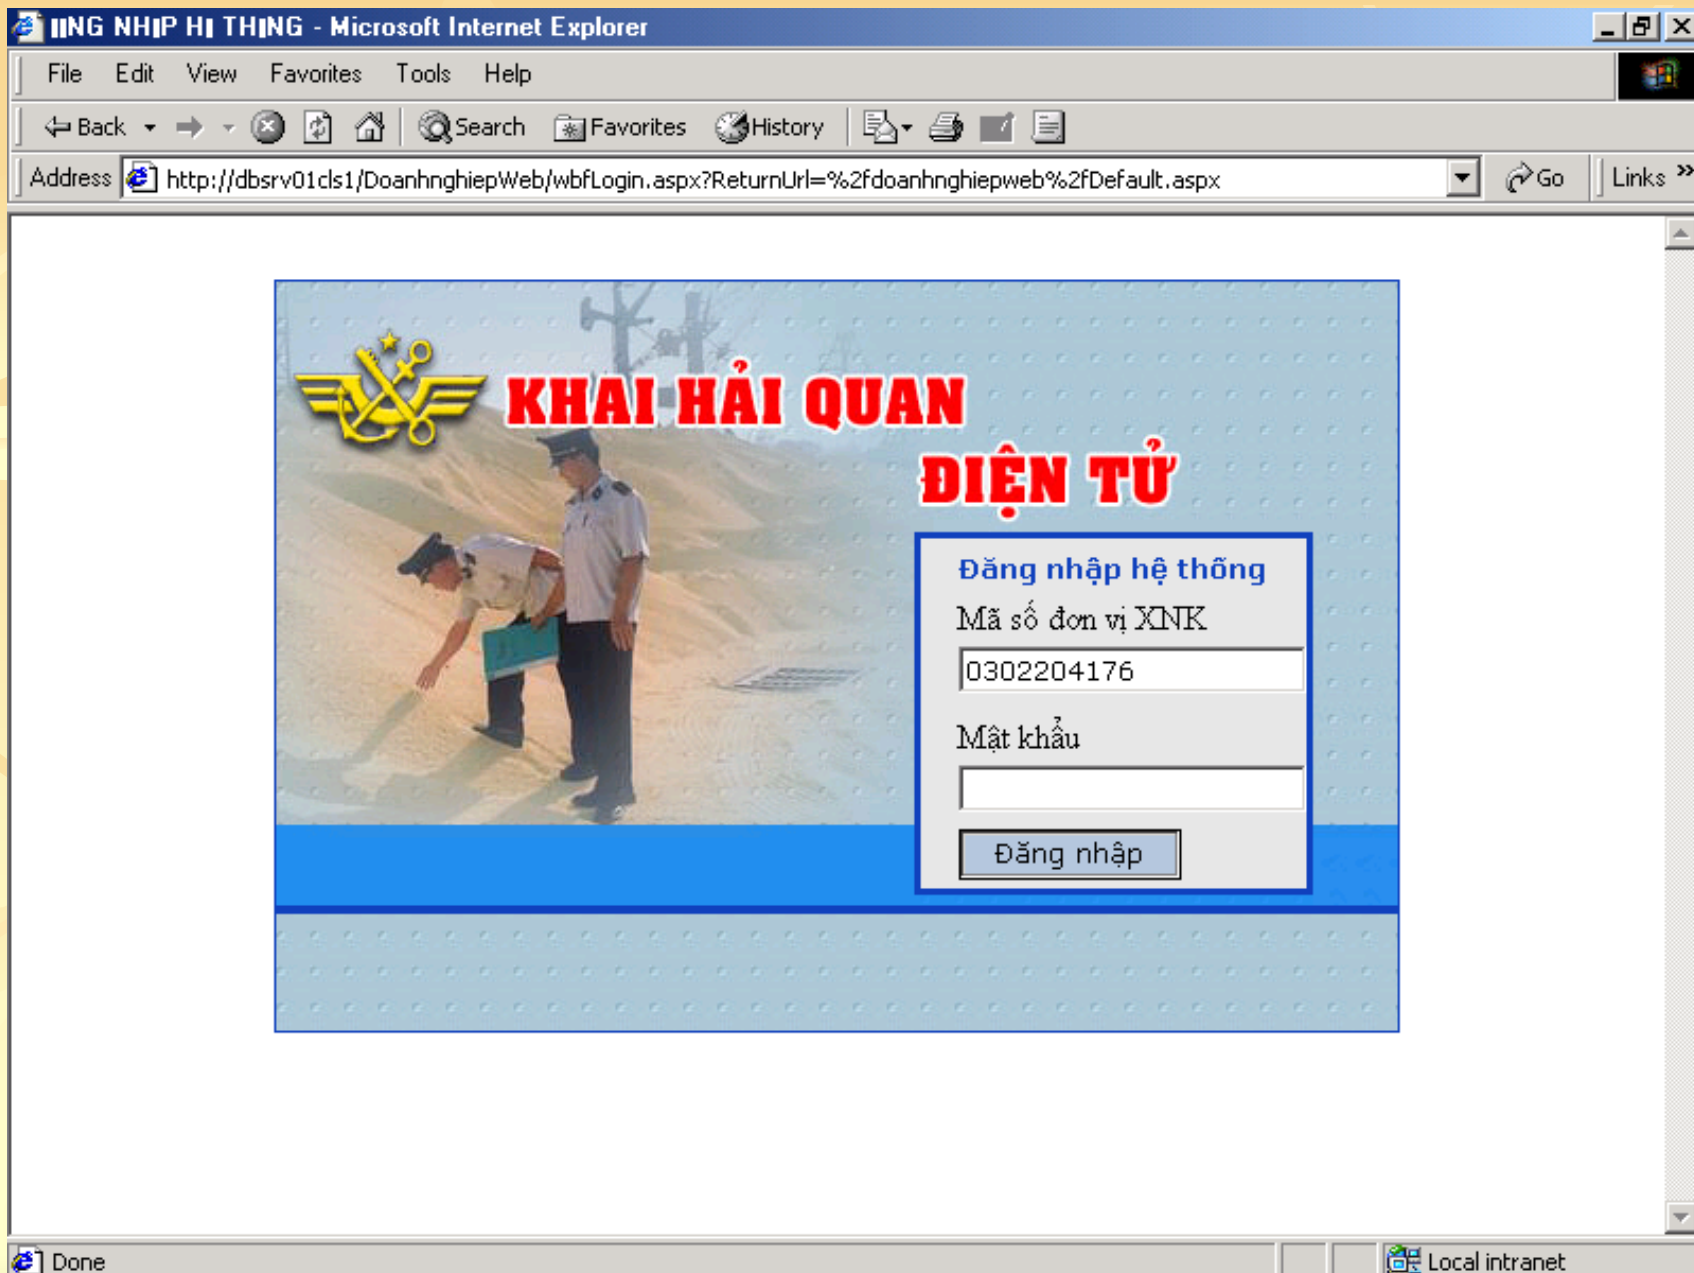 ĐĂNG NHẬP HỆ THỐNG - Microsoft Internet Explorer
File Edit View Favorites Tools Help
Back Search Favorites History
Address http://dbsrv01cls1/DoanhnghiepWeb/wbfLogin.aspx?ReturnUrl=%2fdoanhnghiepweb%2fDefault.aspx Go Links »
KHAI HẢI QUAN
ĐIỆN TỬ
Đăng nhập hệ thống
Mã số đơn vị XNK
0302204176
Mật khẩu
Đăng nhập
Done Local intranet